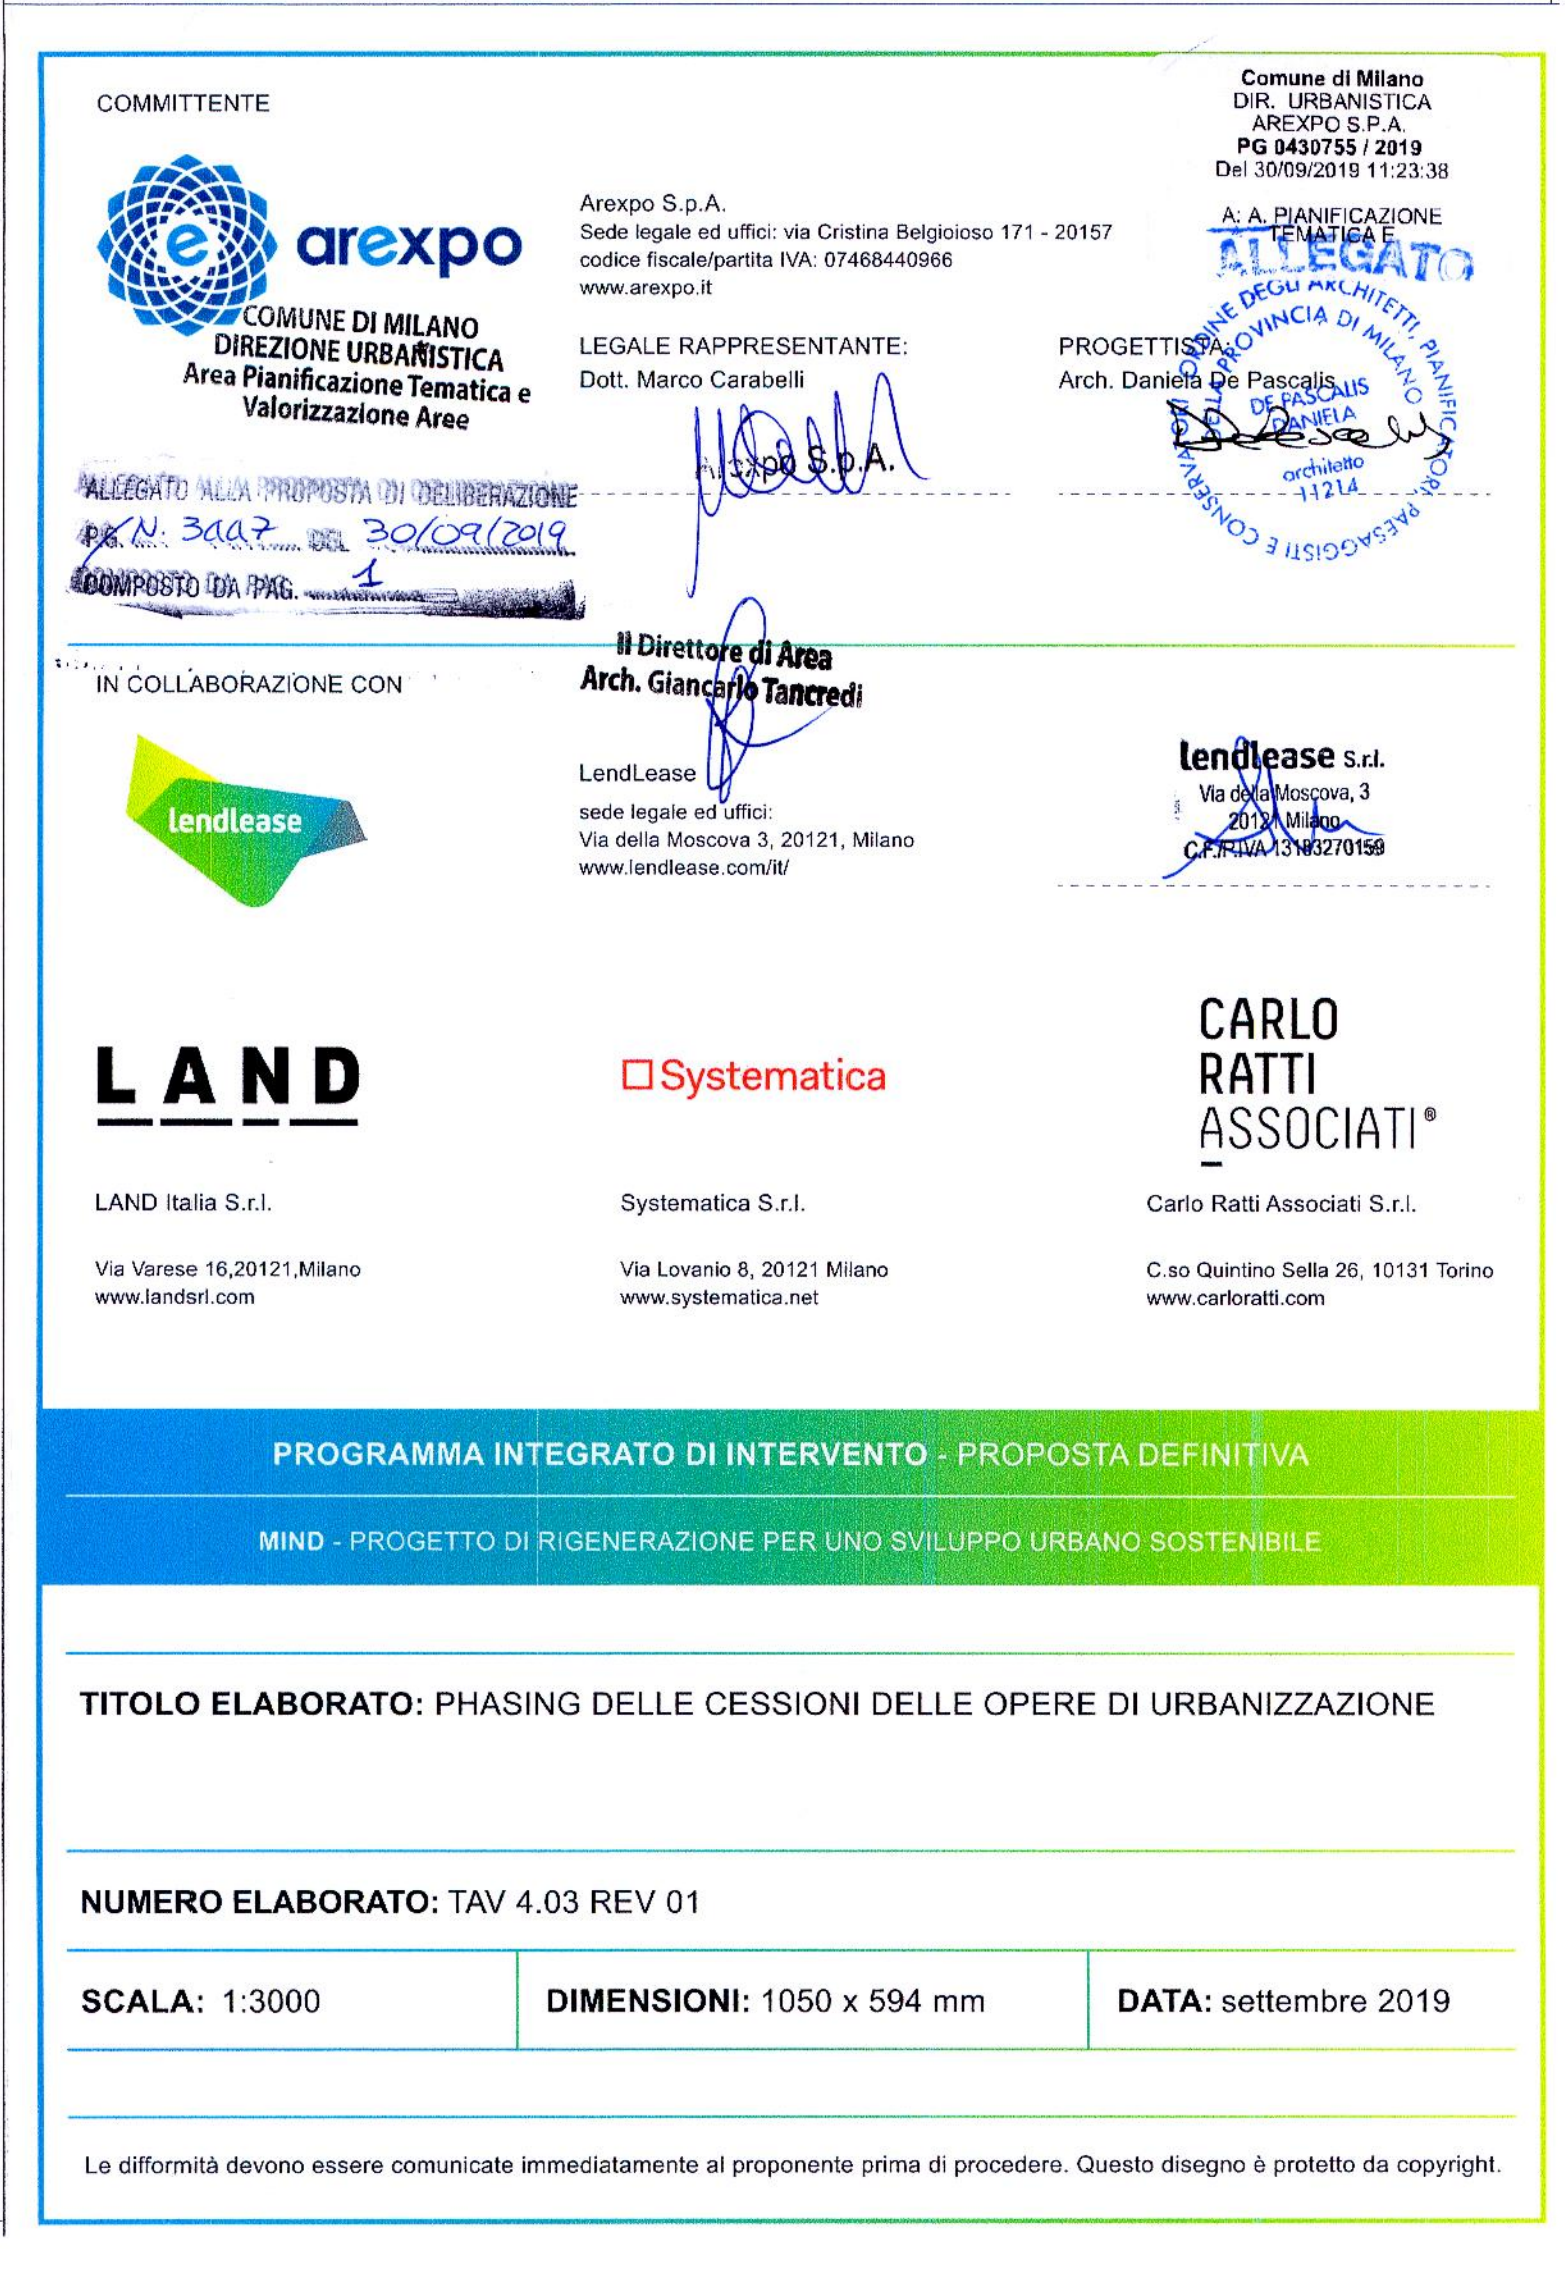 COMMITTENTE
Comune di Milano
DIR. URBANISTICA
AREXPO S.P.A.
PG 0430755 / 2019
Del 30/09/2019 11:23:38
A: A. PIANIFICAZIONE
TEMATICA E
ALLEGATO
e arexpo
Arexpo S.p.A.
Sede legale ed uffici: via Cristina Belgioioso 171 - 20157
codice fiscale/partita IVA: 07468440966
www.arexpo.it
COMUNE DI MILANO
DIREZIONE URBANISTICA
Area Pianificazione Tematica e
Valorizzazione Aree
LEGALE RAPPRESENTANTE:
Dott. Marco Carabelli
Arexpo S.p.A.
PROGETTISTA:
Arch. Daniela De Pascalis
ORDINE DEGLI ARCHITETTI, PIANIFICATORI, PAESAGGISTI E CONSERVATORI
DELLA PROVINCIA DI MILANO
DE PASCALIS
DANIELA
architetto
11214
ALLEGATO ALLA PROPOSTA DI DELIBERAZIONE
P.G. N. DEL 30/09/2019
COMPOSTO DA PAG. 1
Il Direttore di Area
Arch. Giancarlo Tancredi
IN COLLABORAZIONE CON
lendlease
LendLease
sede legale ed uffici:
Via della Moscova 3, 20121, Milano
www.lendlease.com/it/
lendlease s.r.l.
Via della Moscova, 3
20121 Milano
C.F./P.IVA 13183270159
LAND
Systematica
CARLO
RATTI
ASSOCIATI®
LAND Italia S.r.l.
Via Varese 16,20121,Milano
www.landsrl.com
Systematica S.r.l.
Via Lovanio 8, 20121 Milano
www.systematica.net
Carlo Ratti Associati S.r.l.
C.so Quintino Sella 26, 10131 Torino
www.carloratti.com
PROGRAMMA INTEGRATO DI INTERVENTO - PROPOSTA DEFINITIVA
MIND - PROGETTO DI RIGENERAZIONE PER UNO SVILUPPO URBANO SOSTENIBILE
TITOLO ELABORATO: PHASING DELLE CESSIONI DELLE OPERE DI URBANIZZAZIONE
NUMERO ELABORATO: TAV 4.03 REV 01
SCALA: 1:3000
DIMENSIONI: 1050 x 594 mm
DATA: settembre 2019
Le difformità devono essere comunicate immediatamente al proponente prima di procedere. Questo disegno è protetto da copyright.